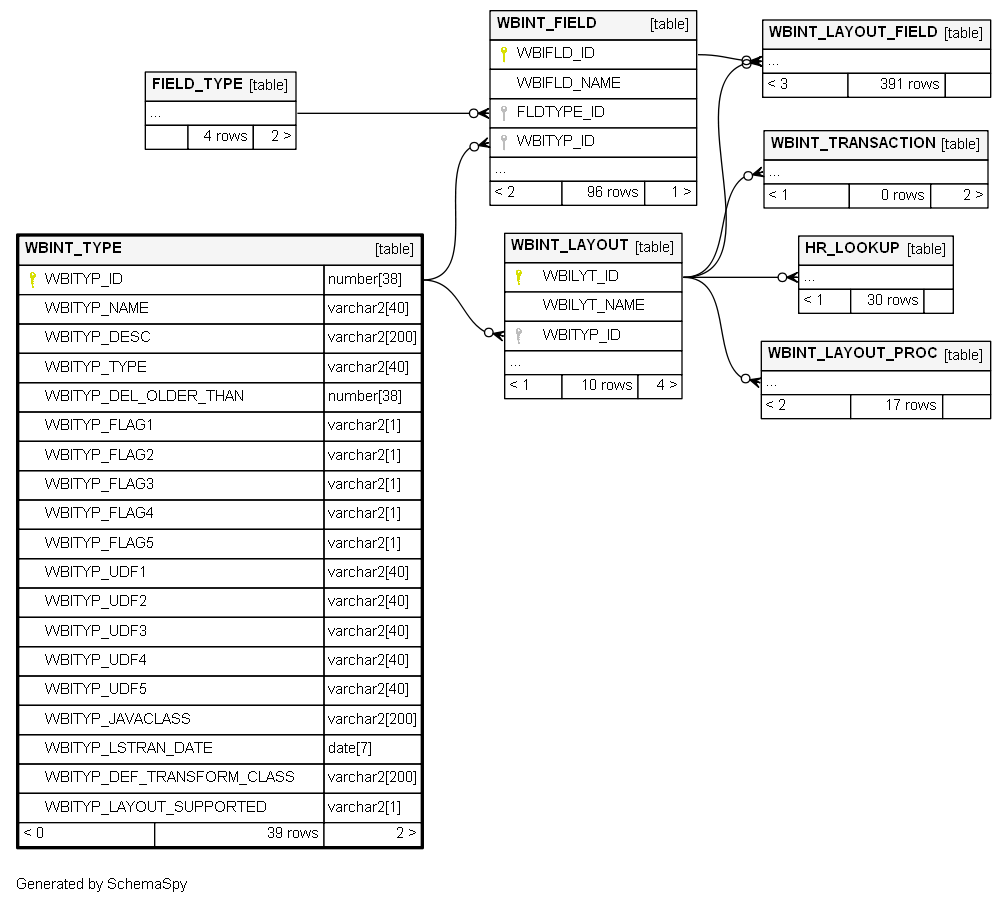 WBINT_FIELD [table]
WBIFLD_ID
WBIFLD_NAME
FLDTYPE_ID
WBITYP_ID
...
< 2 96 rows 1 >
WBINT_LAYOUT_FIELD [table]
...
< 3 391 rows
FIELD_TYPE [table]
...
4 rows 2 >
WBINT_TRANSACTION [table]
...
< 1 0 rows 2 >
WBINT_TYPE [table]
WBITYP_ID number[38]
WBITYP_NAME varchar2[40]
WBITYP_DESC varchar2[200]
WBITYP_TYPE varchar2[40]
WBITYP_DEL_OLDER_THAN number[38]
WBITYP_FLAG1 varchar2[1]
WBITYP_FLAG2 varchar2[1]
WBITYP_FLAG3 varchar2[1]
WBITYP_FLAG4 varchar2[1]
WBITYP_FLAG5 varchar2[1]
WBITYP_UDF1 varchar2[40]
WBITYP_UDF2 varchar2[40]
WBITYP_UDF3 varchar2[40]
WBITYP_UDF4 varchar2[40]
WBITYP_UDF5 varchar2[40]
WBITYP_JAVACLASS varchar2[200]
WBITYP_LSTRAN_DATE date[7]
WBITYP_DEF_TRANSFORM_CLASS varchar2[200]
WBITYP_LAYOUT_SUPPORTED varchar2[1]
< 0 39 rows 2 >
WBINT_LAYOUT [table]
WBILYT_ID
WBILYT_NAME
WBITYP_ID
...
< 1 10 rows 4 >
HR_LOOKUP [table]
...
< 1 30 rows
WBINT_LAYOUT_PROC [table]
...
< 2 17 rows
Generated by SchemaSpy